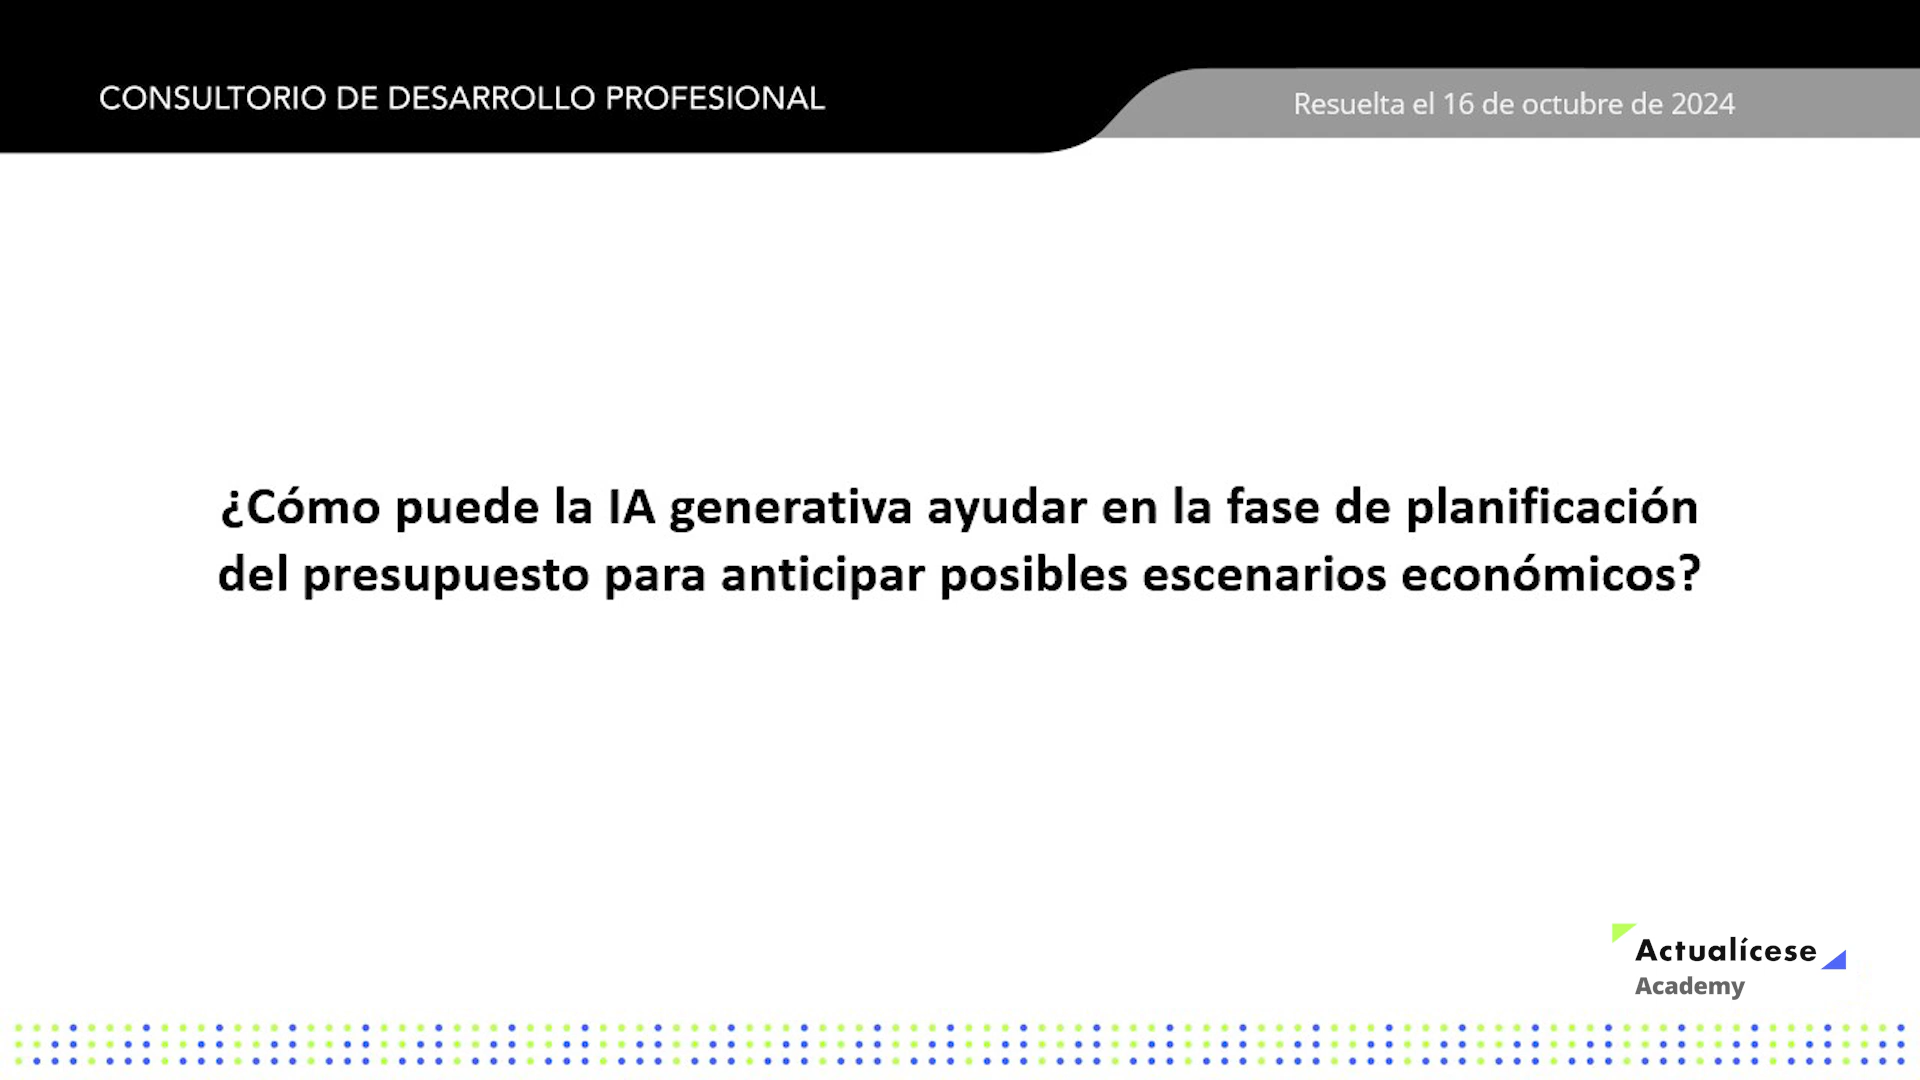 CONSULTORIO DE DESARROLLO PROFESIONAL
Resuelta el 16 de octubre de 2024
¿Cómo puede la IA generativa ayudar en la fase de planificación
del presupuesto para anticipar posibles escenarios económicos?
Actualícese
Academy